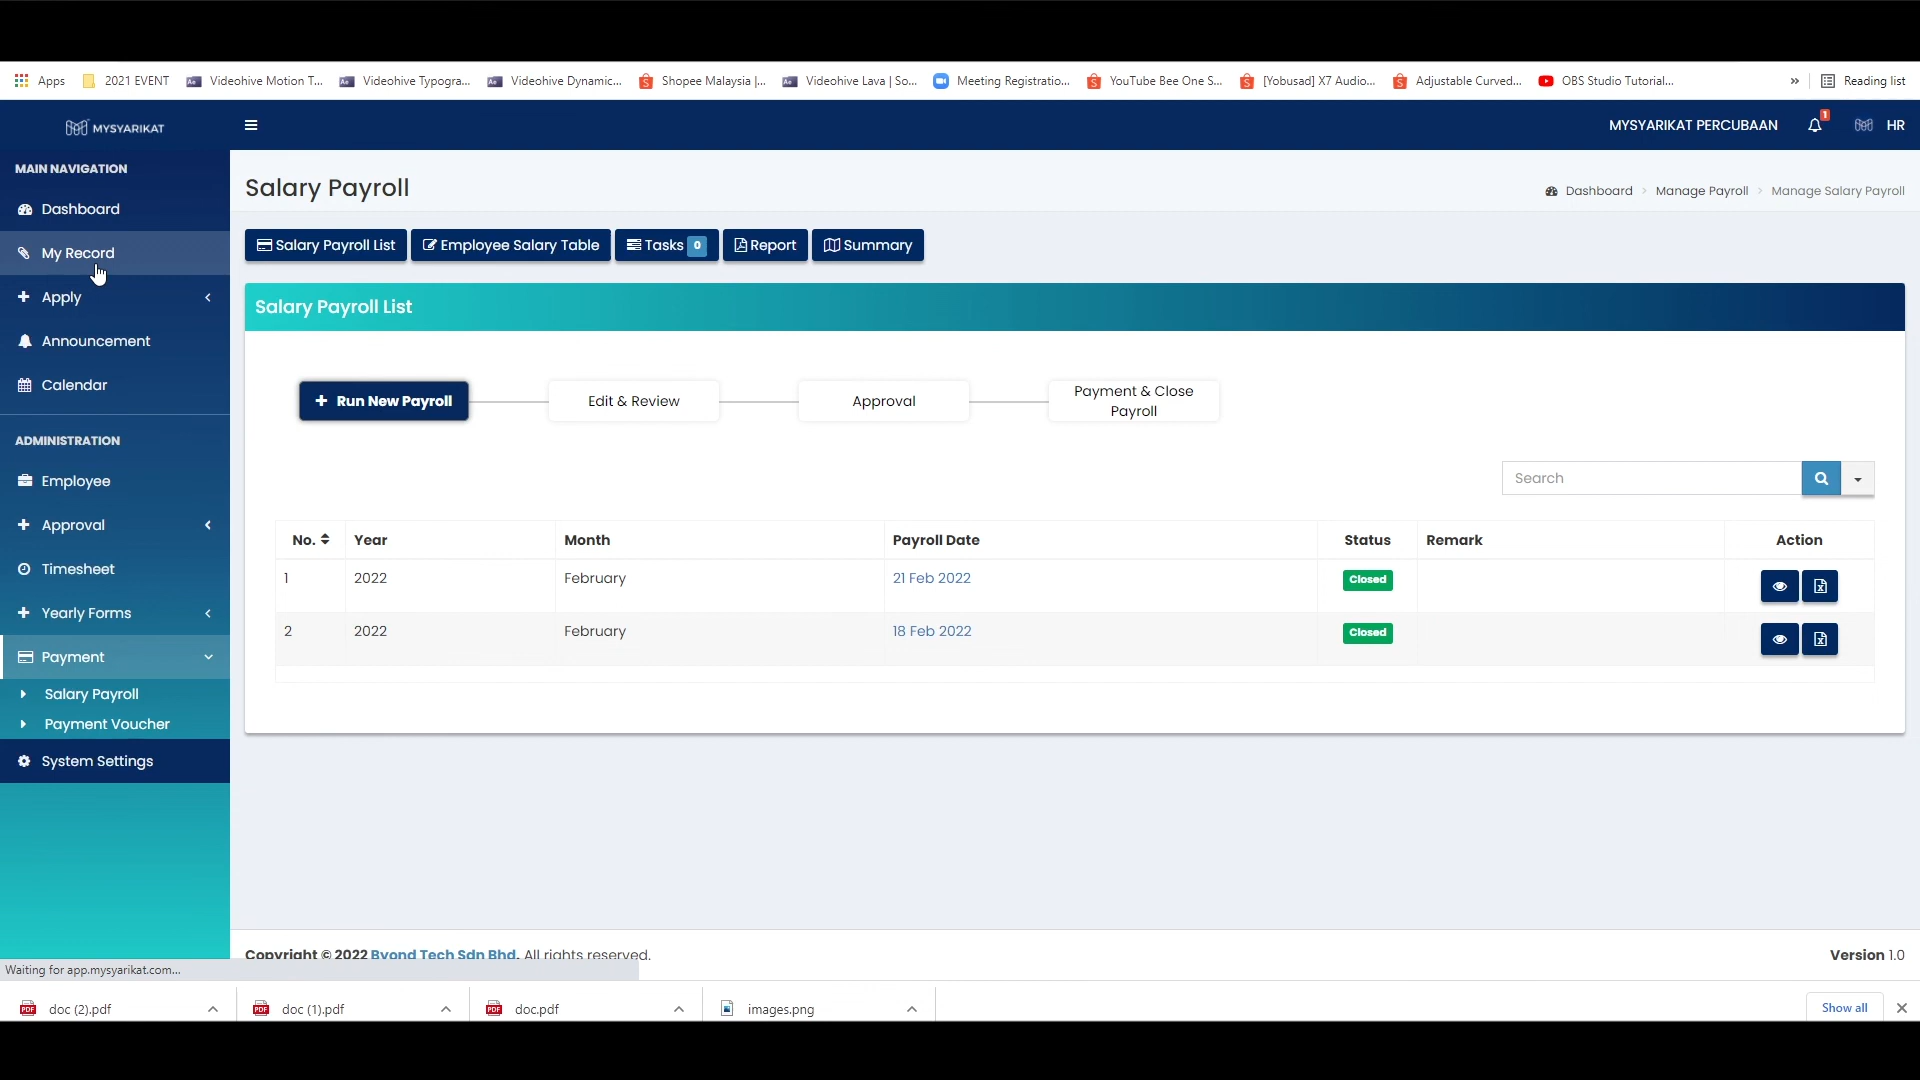 Apps
2021 EVENT
Videohive Motion T...
Videohive Typogra...
Videohive Dynamic...
Shopee Malaysia |...
Videohive Lava | So...
Meeting Registratio...
YouTube Bee One S...
[Yobusad] X7 Audio...
Adjustable Curved...
OBS Studio Tutorial...
»
Reading list
MYSYARIKAT
MYSYARIKAT PERCUBAAN
1
HR
MAIN NAVIGATION
Dashboard
My Record
Apply
Announcement
Calendar
ADMINISTRATION
Employee
Approval
Timesheet
Yearly Forms
Payment
Salary Payroll
Payment Voucher
System Settings
Salary Payroll
Dashboard > Manage Payroll > Manage Salary Payroll
Salary Payroll List
Employee Salary Table
Tasks 0
Report
Summary
Salary Payroll List
+ Run New Payroll
Edit & Review
Approval
Payment & Close
Payroll
Search
No. Year Month Payroll Date Status Remark Action
1 2022 February 21 Feb 2022 Closed
2 2022 February 18 Feb 2022 Closed
Copyright © 2022 Byond Tech Sdn Bhd. All rights reserved.
Version 1.0
Waiting for app.mysyarikat.com...
doc (2).pdf
doc (1).pdf
doc.pdf
images.png
Show all